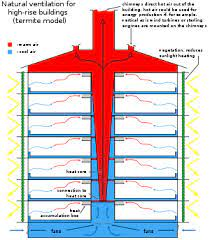 Natural ventilation for
high-rise buildings
(termite model)
chimneys direct hot air out of the
building. hot air could be used for
energy production if, for example,
vertical axis wind turbines or sterling
engines are mounted on the chimneys
= warm air
= cool air
vegetation, reduces
sunlight heating
heat core
connection to
heat core
heat
accumulation box
fans
fans